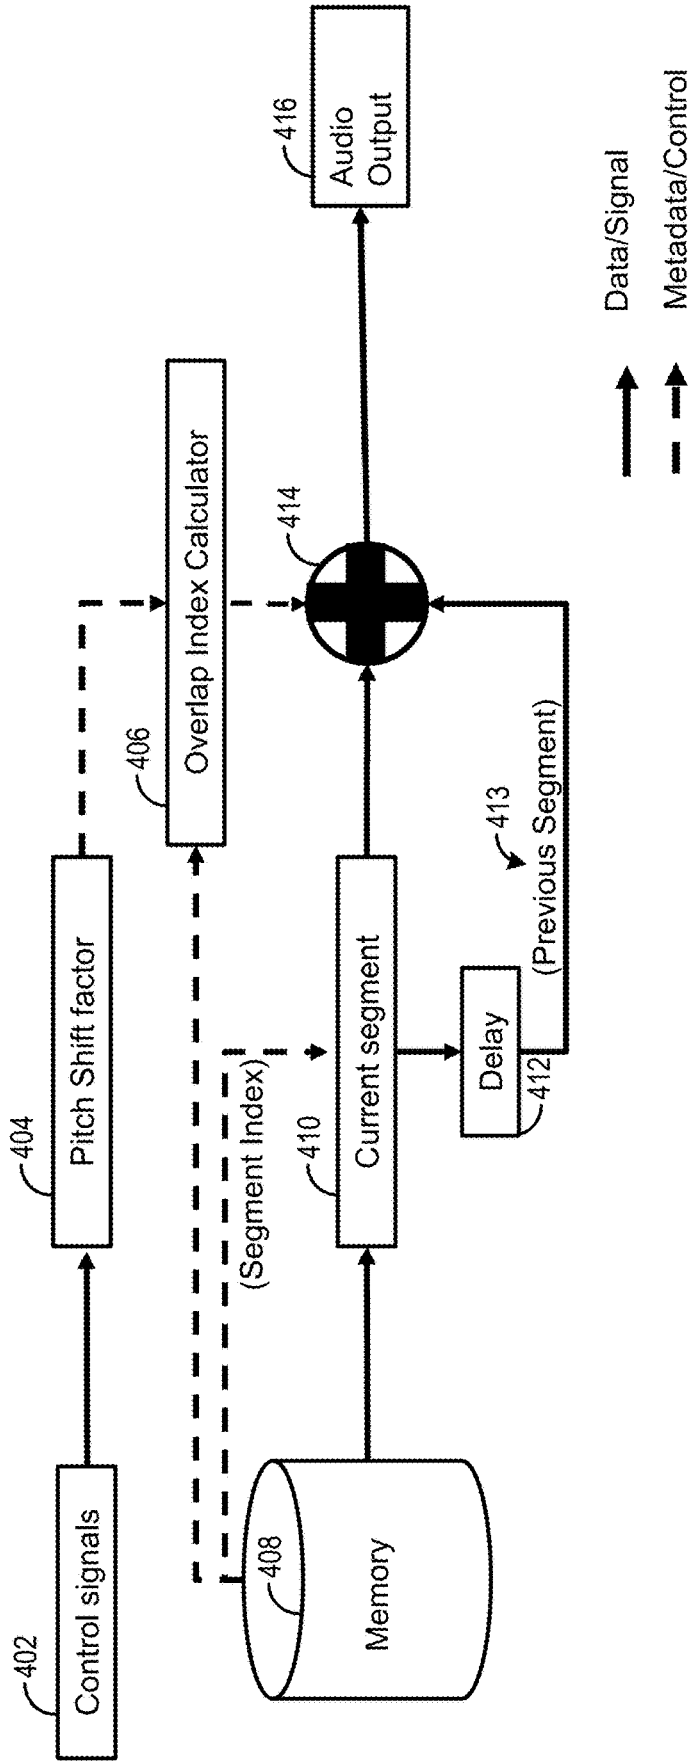 402
Control signals
404
Pitch Shift factor
406
Overlap Index Calculator
408
Memory
(Segment Index)
410
Current segment
412
Delay
413
(Previous Segment)
414
416
Audio
Output
Data/Signal
Metadata/Control